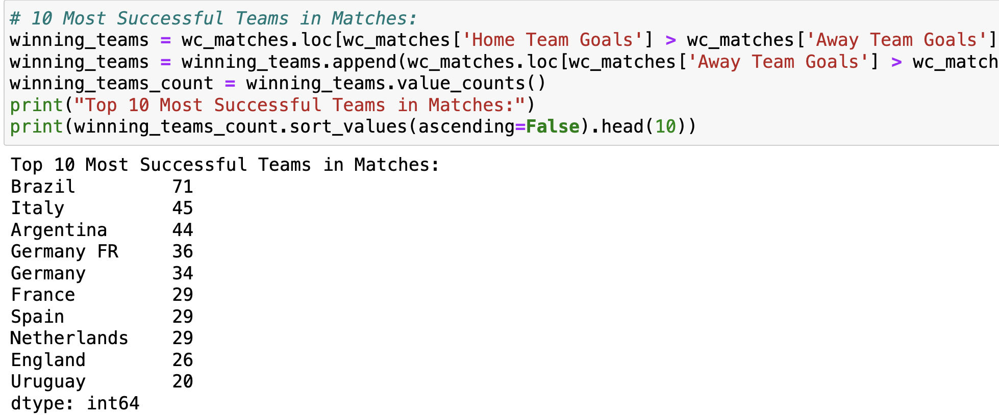 # 10 Most Successful Teams in Matches:
winning_teams = wc_matches.loc[wc_matches['Home Team Goals'] > wc_matches['Away Team Goals']
winning_teams = winning_teams.append(wc_matches.loc[wc_matches['Away Team Goals'] > wc_match
winning_teams_count = winning_teams.value_counts()
print("Top 10 Most Successful Teams in Matches:")
print(winning_teams_count.sort_values(ascending=False).head(10))
Top 10 Most Successful Teams in Matches:
Brazil 71
Italy 45
Argentina 44
Germany FR 36
Germany 34
France 29
Spain 29
Netherlands 29
England 26
Uruguay 20
dtype: int64